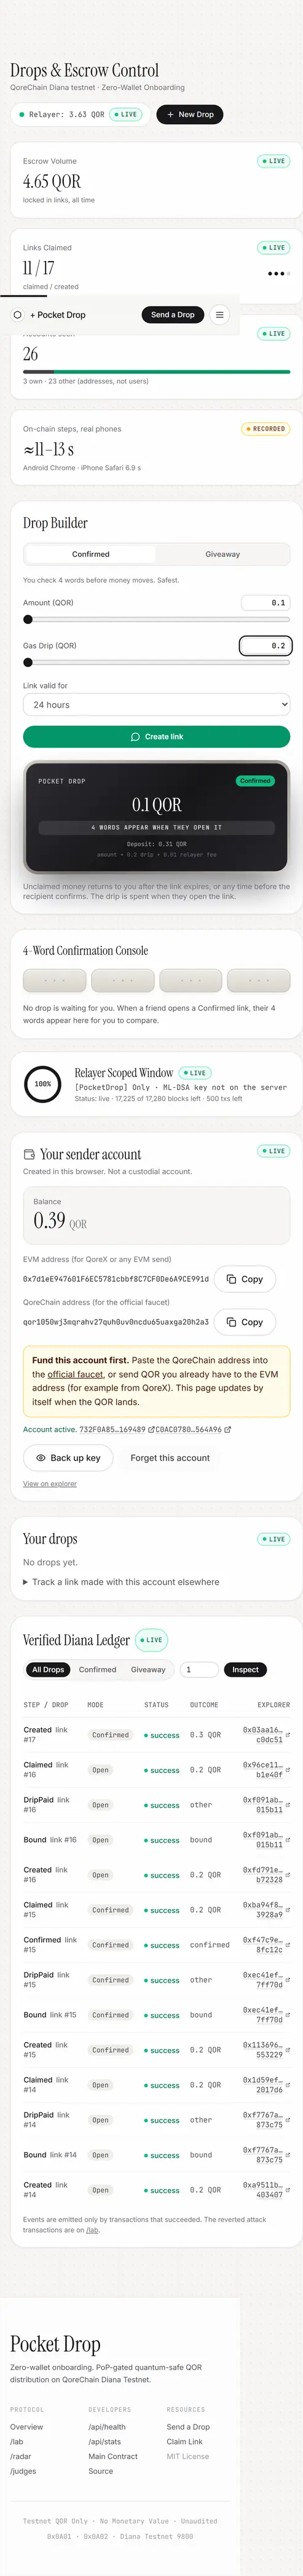 Drops & Escrow Control
QoreChain Diana testnet · Zero-Wallet Onboarding
Relayer: 3.63 QOR LIVE + New Drop
Escrow Volume LIVE
4.65 QOR
locked in links, all time
Links Claimed LIVE
11 / 17
claimed / created
+ Pocket Drop Send a Drop
LIVE
26
3 own · 23 other (addresses, not users)
On-chain steps, real phones RECORDED
≈11–13 s
Android Chrome · iPhone Safari 6.9 s
Drop Builder
Confirmed Giveaway
You check 4 words before money moves. Safest.
Amount (QOR) 0.1
Gas Drip (QOR) 0.2
Link valid for
24 hours
Create link
POCKET DROP Confirmed
0.1 QOR
4 WORDS APPEAR WHEN THEY OPEN IT
Deposit: 0.31 QOR
amount + 0.2 drip + 0.01 relayer fee
Unclaimed money returns to you after the link expires, or any time before the
recipient confirms. The drip is spent when they open the link.
4-Word Confirmation Console
No drop is waiting for you. When a friend opens a Confirmed link, their 4
words appear here for you to compare.
100%
Relayer Scoped Window LIVE
[PocketDrop] Only · ML-DSA key not on the server
Status: live · 17,225 of 17,280 blocks left · 500 txs left
Your sender account LIVE
Created in this browser. Not a custodial account.
Balance
0.39 QOR
EVM address (for QoreX or any EVM send)
0x7d1eE947601F6EC5781cbbf8C7CF0De6A9CE991d Copy
QoreChain address (for the official faucet)
qor1050wj3mqrahv27quh0uv0ncdu65uaxga20h2a3 Copy
Fund this account first. Paste the QoreChain address into
the official faucet, or send QOR you already have to the EVM
address (for example from QoreX). This page updates by
itself when the QOR lands.
Account active. 732F0A85…169489 C0AC0780…564A96
Back up key Forget this account
View on explorer
Your drops LIVE
No drops yet.
Track a link made with this account elsewhere
Verified Diana Ledger LIVE
All Drops Confirmed Giveaway 1 Inspect
STEP / DROP MODE STATUS OUTCOME EXPLORER
Created link #17 Confirmed success 0.3 QOR 0x03aa16…c0dc51
Claimed link #16 Open success 0.2 QOR 0x96ce11…b1e40f
DripPaid link #16 Open success other 0xf091ab…015b11
Bound link #16 Open success bound 0xf091ab…015b11
Created link #16 Open success 0.2 QOR 0xfd791e…b72328
Claimed link #15 Confirmed success 0.2 QOR 0xba94f8…3928a9
Confirmed link #15 Confirmed success confirmed 0xf47c9e…8fc12c
DripPaid link #15 Confirmed success other 0xec41ef…7ff70d
Bound link #15 Confirmed success bound 0xec41ef…7ff70d
Created link #15 Confirmed success 0.2 QOR 0x113696…553229
Claimed link #14 Open success 0.2 QOR 0x1d59ef…2017d6
DripPaid link #14 Open success other 0xf7767a…873c75
Bound link #14 Open success bound 0xf7767a…873c75
Created link #14 Open success 0.2 QOR 0xa9511b…403407
Events are emitted only by transactions that succeeded. The reverted attack
transactions are on /lab.
Pocket Drop
Zero-wallet onboarding. PoP-gated quantum-safe QOR
distribution on QoreChain Diana Testnet.
PROTOCOL DEVELOPERS RESOURCES
Overview /api/health Send a Drop
/lab /api/stats Claim Link
/radar Main Contract MIT License
/judges Source
Testnet QOR Only · No Monetary Value · Unaudited
0x0A01 · 0x0A02 · Diana Testnet 9800